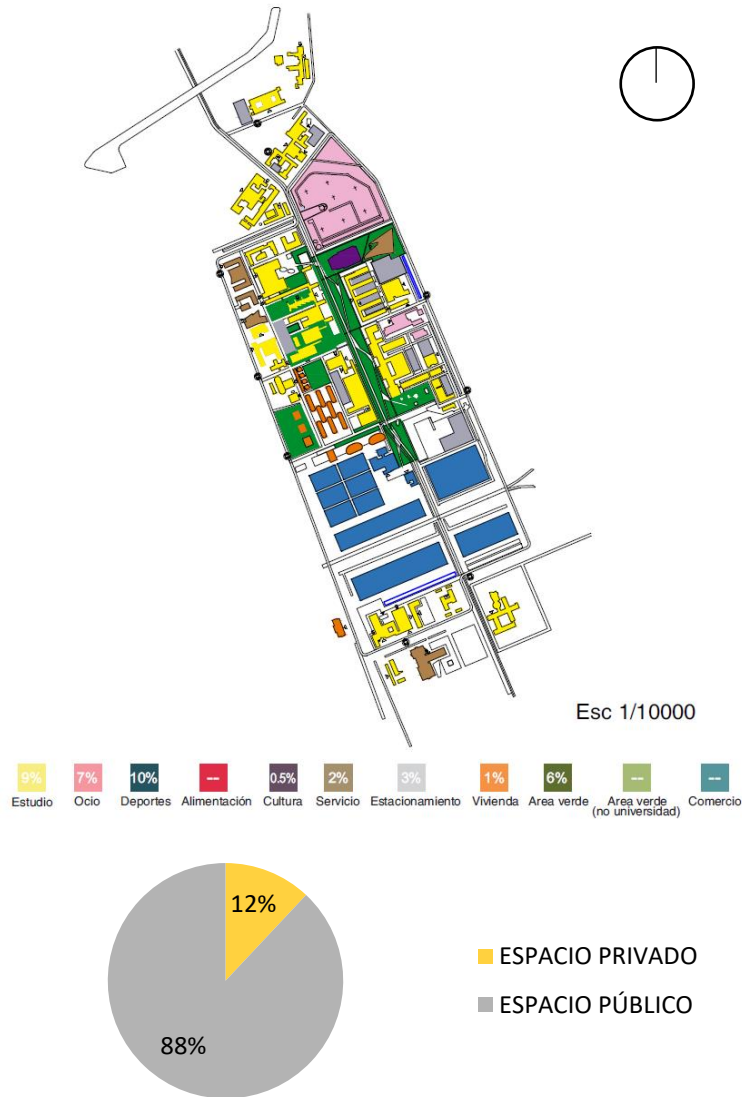 Esc 1/10000
9% 7% 10% -- 0.5% 2% 3% 1% 6% -- --
Estudio Ocio Deportes Alimentación Cultura Servicio Estacionamiento Vivienda Area verde Area verde Comercio
(no universidad)
12%
ESPACIO PRIVADO
ESPACIO PÚBLICO
88%